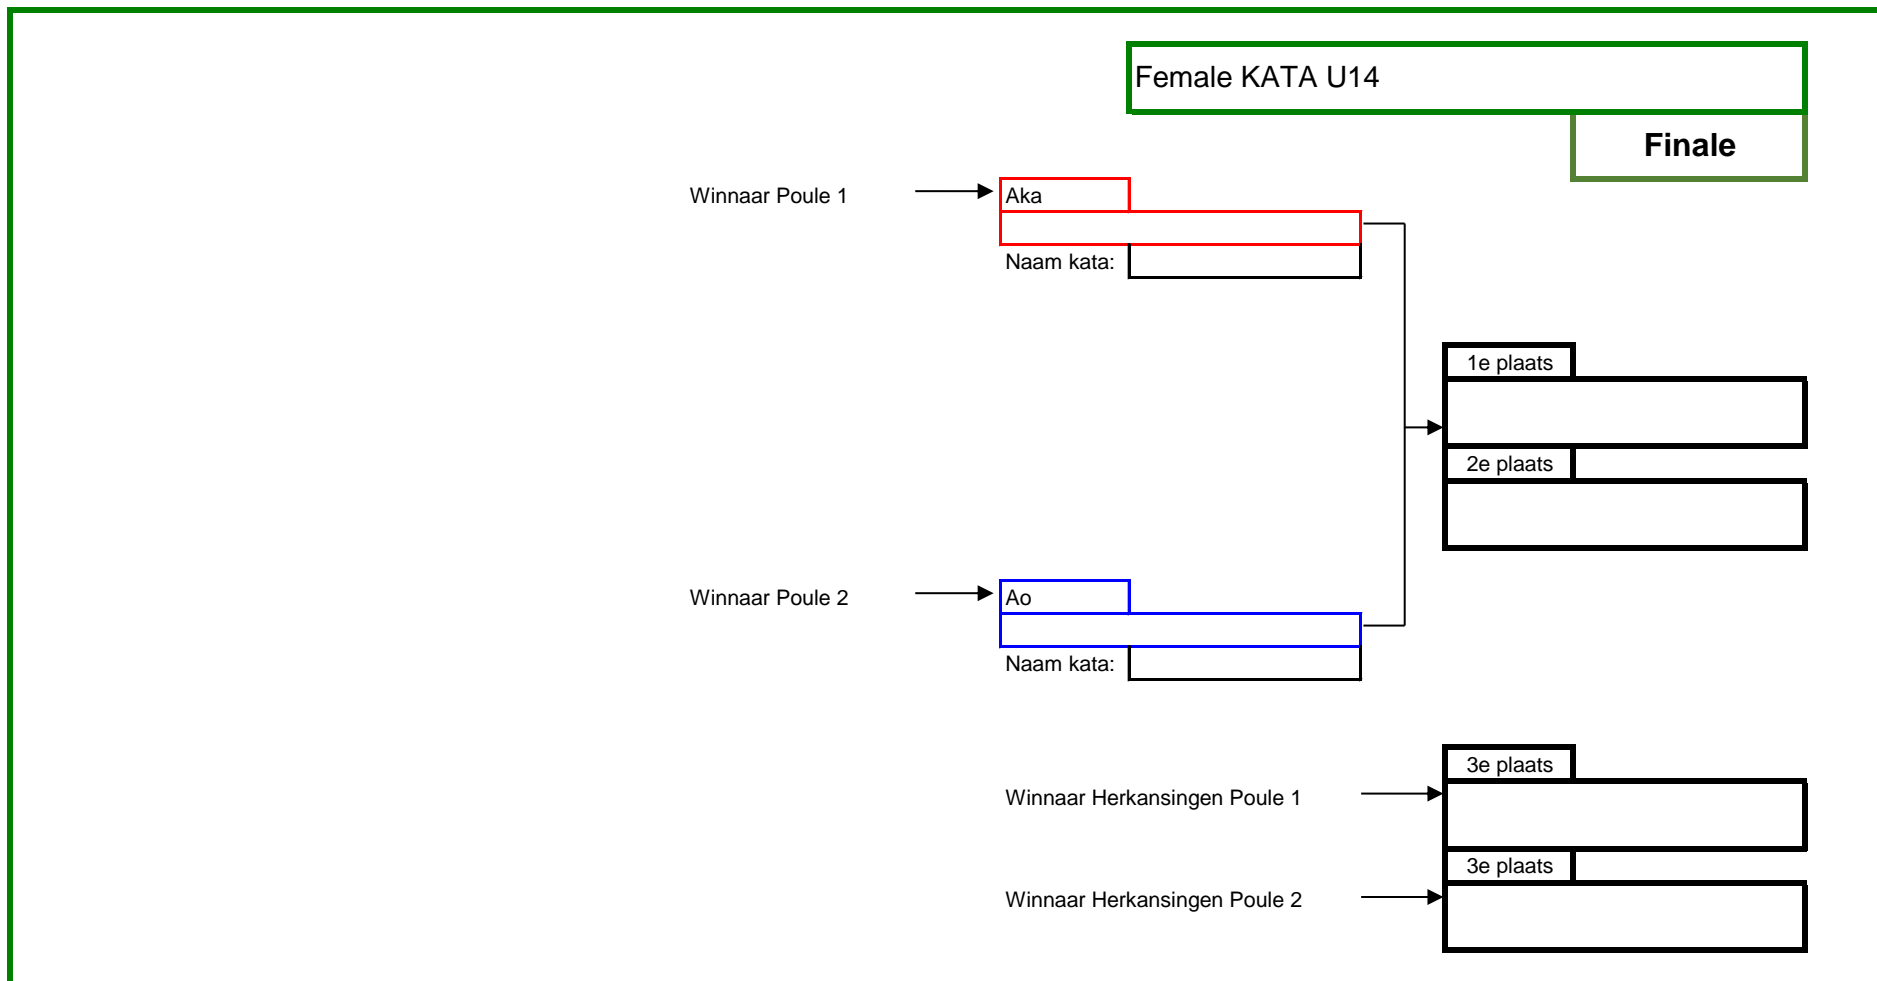 Female KATA U14
Finale
Winnaar Poule 1
Aka
Naam kata:
1e plaats
2e plaats
Winnaar Poule 2
Ao
Naam kata:
3e plaats
Winnaar Herkansingen Poule 1
3e plaats
Winnaar Herkansingen Poule 2